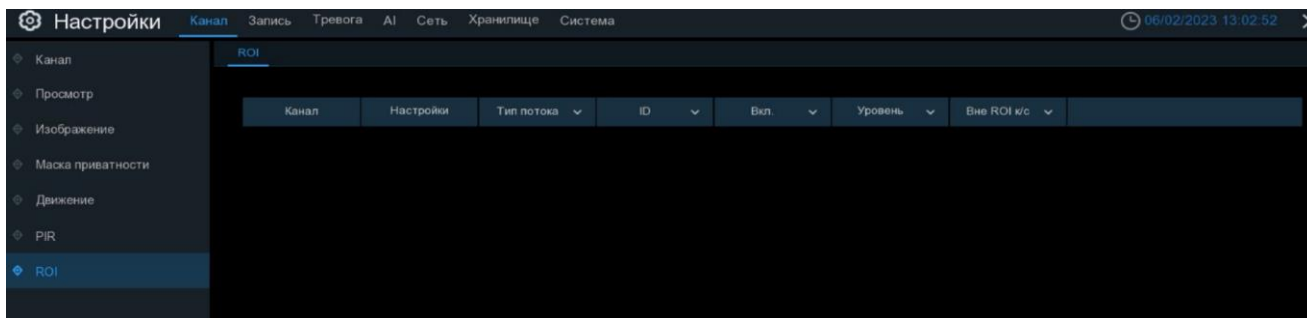 Настройки Канал Запись Тревога AI Сеть Хранилище Система 06/02/2023 13:02:52
ROI
Канал
Просмотр
Изображение
Маска приватности
Движение
PIR
ROI
Канал Настройки Тип потока ID Вкл. Уровень Вне ROI к/с